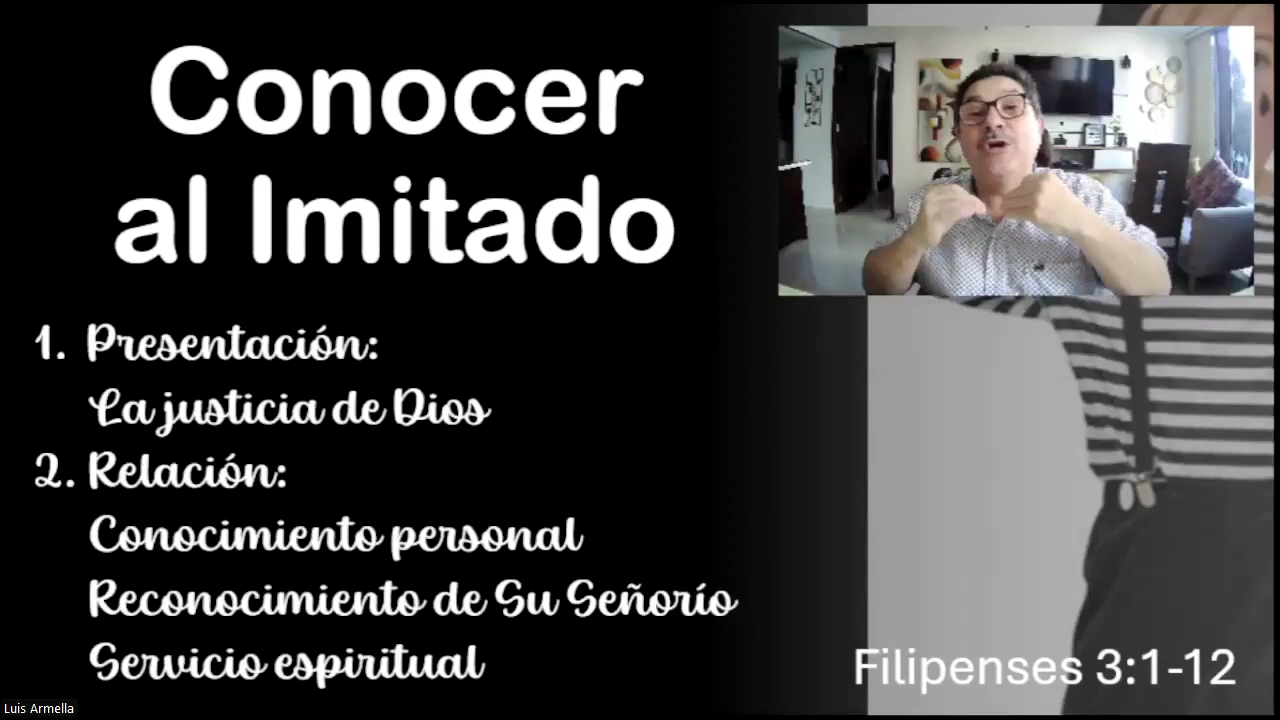 Conocer
al Imitado
1. Presentación:
La justicia de Dios
2. Relación:
Conocimiento personal
Reconocimiento de Su Señorío
Servicio espiritual
Filipenses 3:1-12
Luis Armella